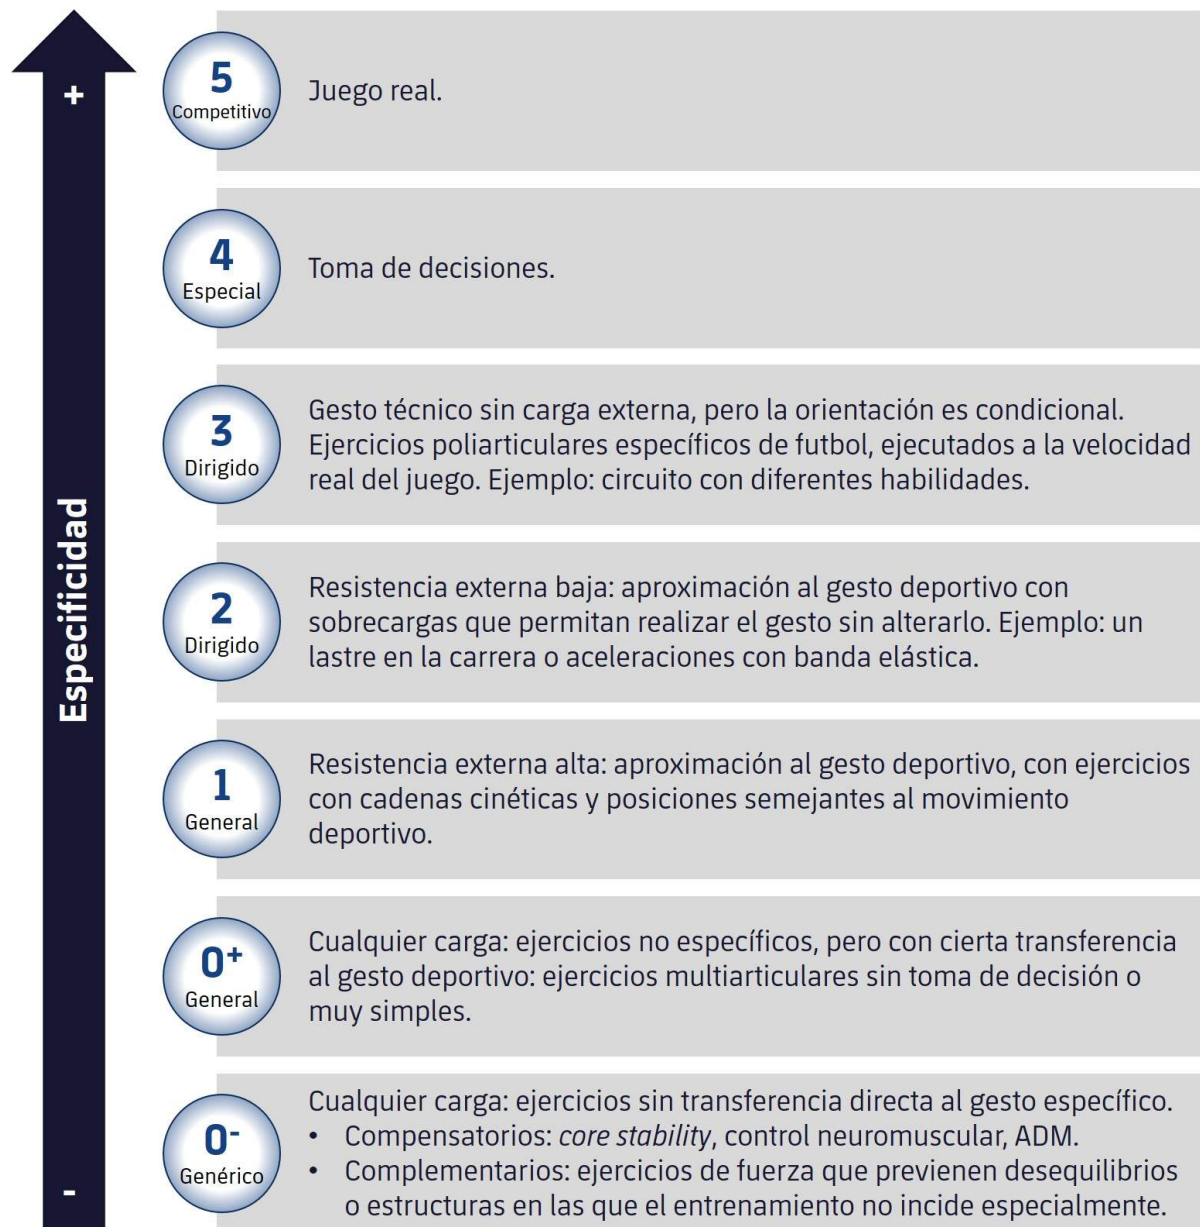 +
5
Competitivo
Juego real.
4
Especial
Toma de decisiones.
3
Dirigido
Gesto técnico sin carga externa, pero la orientación es condicional.
Ejercicios poliarticulares específicos de futbol, ejecutados a la velocidad
real del juego. Ejemplo: circuito con diferentes habilidades.
Especificidad
2
Dirigido
Resistencia externa baja: aproximación al gesto deportivo con
sobrecargas que permitan realizar el gesto sin alterarlo. Ejemplo: un
lastre en la carrera o aceleraciones con banda elástica.
1
General
Resistencia externa alta: aproximación al gesto deportivo, con ejercicios
con cadenas cinéticas y posiciones semejantes al movimiento
deportivo.
0⁺
General
Cualquier carga: ejercicios no específicos, pero con cierta transferencia
al gesto deportivo: ejercicios multiarticulares sin toma de decisión o
muy simples.
0⁻
Genérico
Cualquier carga: ejercicios sin transferencia directa al gesto específico.
• Compensatorios: core stability, control neuromuscular, ADM.
• Complementarios: ejercicios de fuerza que previenen desequilibrios
o estructuras en las que el entrenamiento no incide especialmente.
-